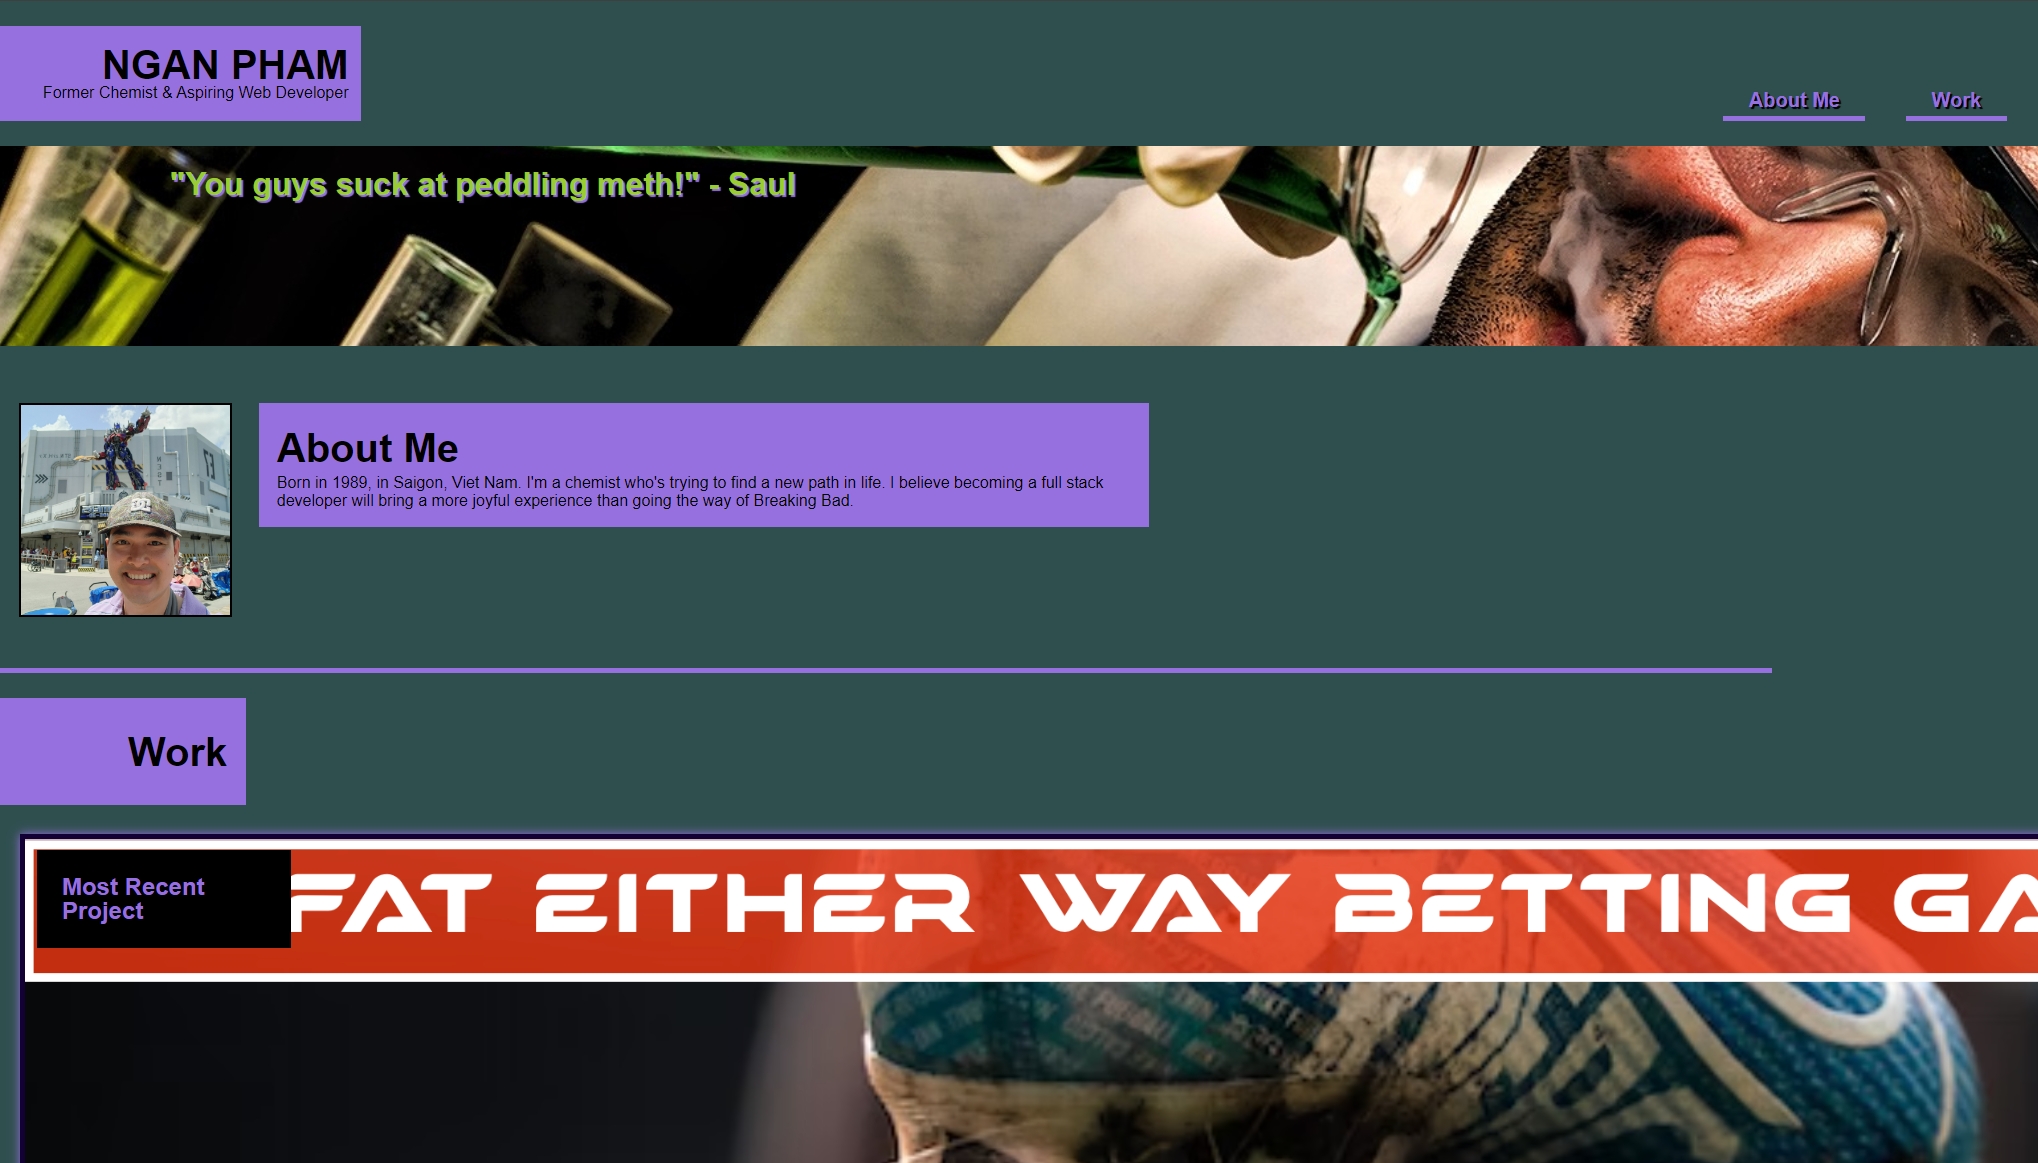 NGAN PHAM
Former Chemist & Aspiring Web Developer
About Me
Work
"You guys suck at peddling meth!" - Saul
About Me
Born in 1989, in Saigon, Viet Nam. I'm a chemist who's trying to find a new path in life. I believe becoming a full stack
developer will bring a more joyful experience than going the way of Breaking Bad.
Work
Most Recent
Project
FAT EITHER WAY BETTING GA